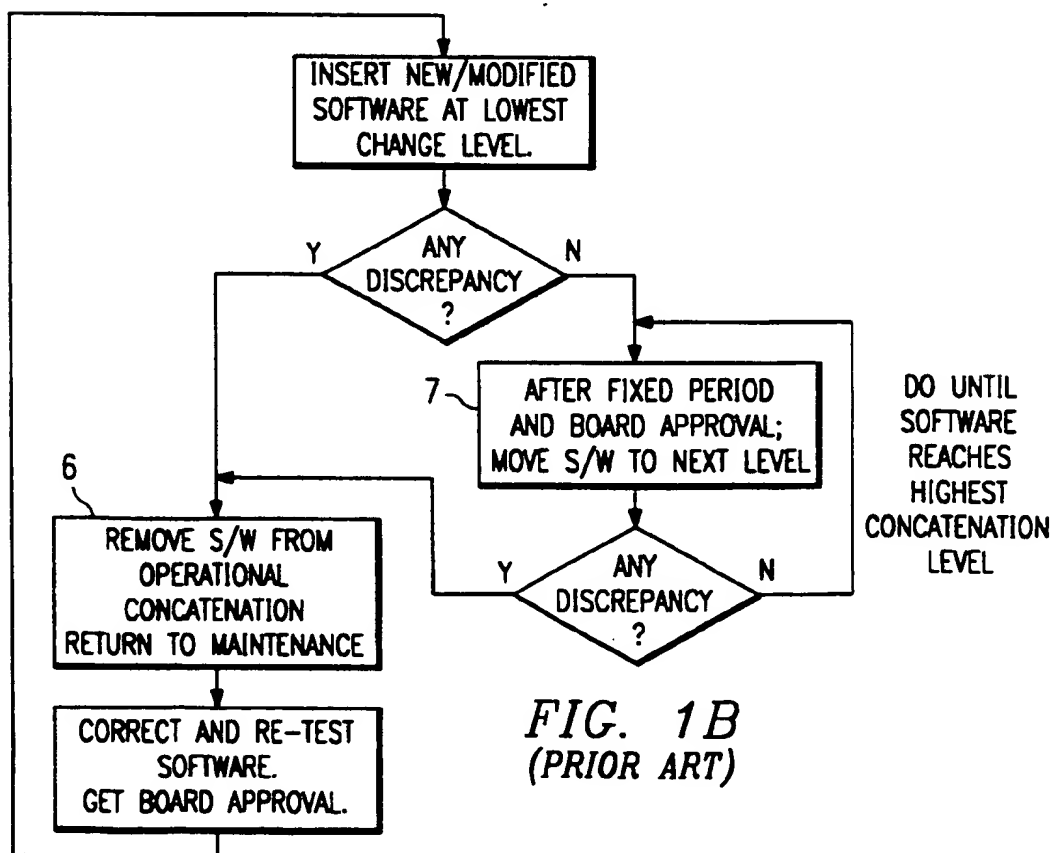 INSERT NEW/MODIFIED
SOFTWARE AT LOWEST
CHANGE LEVEL.
Y
ANY
DISCREPANCY
?
N
7
AFTER FIXED PERIOD
AND BOARD APPROVAL;
MOVE S/W TO NEXT LEVEL
DO UNTIL
SOFTWARE
REACHES
HIGHEST
CONCATENATION
LEVEL
6
REMOVE S/W FROM
OPERATIONAL
CONCATENATION
RETURN TO MAINTENANCE
Y
ANY
DISCREPANCY
?
N
CORRECT AND RE-TEST
SOFTWARE.
GET BOARD APPROVAL.
FIG. 1B
(PRIOR ART)